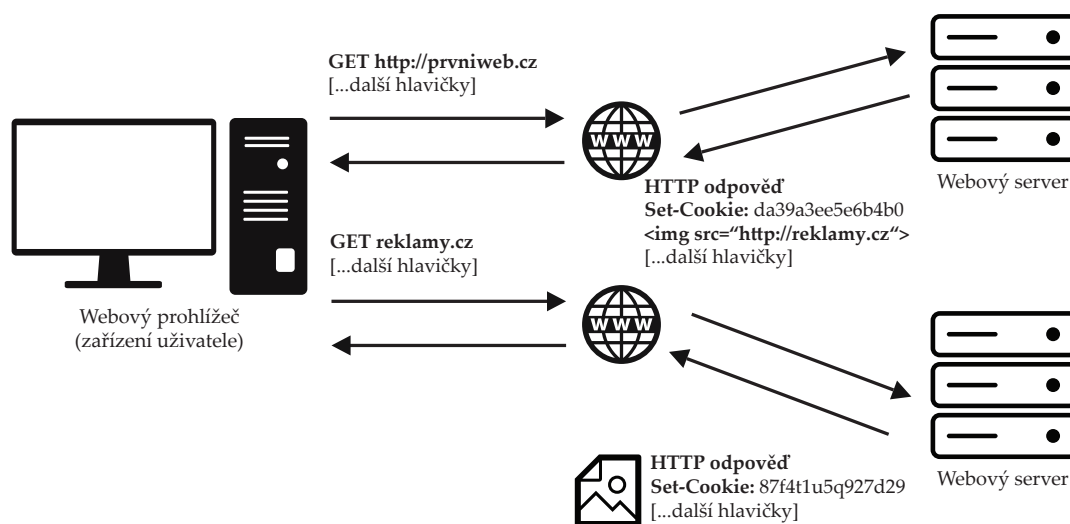 GET http://prvniweb.cz
[...další hlavičky]
WWW
Webový server
HTTP odpověď
Set-Cookie: da39a3ee5e6b4b0
<img src=“http://reklamy.cz“>
[...další hlavičky]
GET reklamy.cz
[...další hlavičky]
Webový prohlížeč
(zařízení uživatele)
WWW
HTTP odpověď
Set-Cookie: 87f4t1u5q927d29
[...další hlavičky]
Webový server